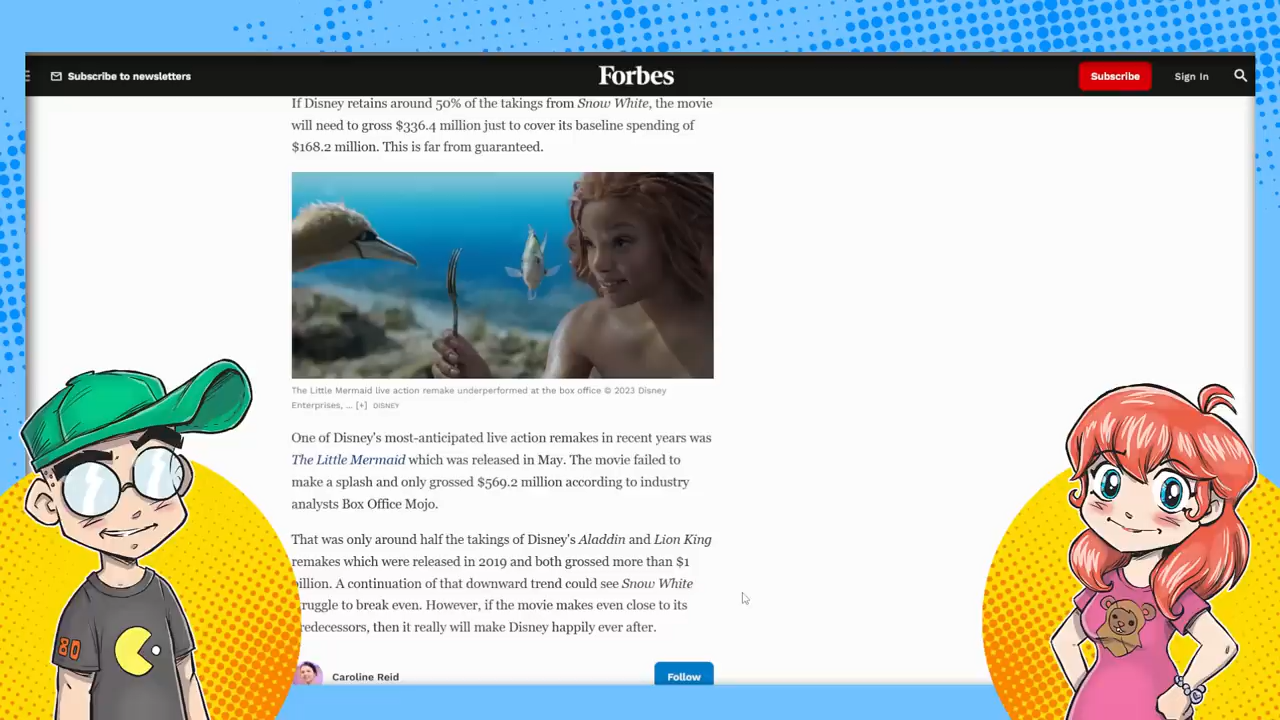 Subscribe to newsletters
Forbes
Subscribe
Sign In
If Disney retains around 50% of the takings from Snow White, the movie
will need to gross $336.4 million just to cover its baseline spending of
$168.2 million. This is far from guaranteed.
The Little Mermaid live action remake underperformed at the box office © 2023 Disney
Enterprises, ... [+] DISNEY
One of Disney's most-anticipated live action remakes in recent years was
The Little Mermaid which was released in May. The movie failed to
make a splash and only grossed $569.2 million according to industry
analysts Box Office Mojo.
That was only around half the takings of Disney's Aladdin and Lion King
remakes which were released in 2019 and both grossed more than $1
billion. A continuation of that downward trend could see Snow White
truggle to break even. However, if the movie makes even close to its
redecessors, then it really will make Disney happily ever after.
Caroline Reid
Follow
80